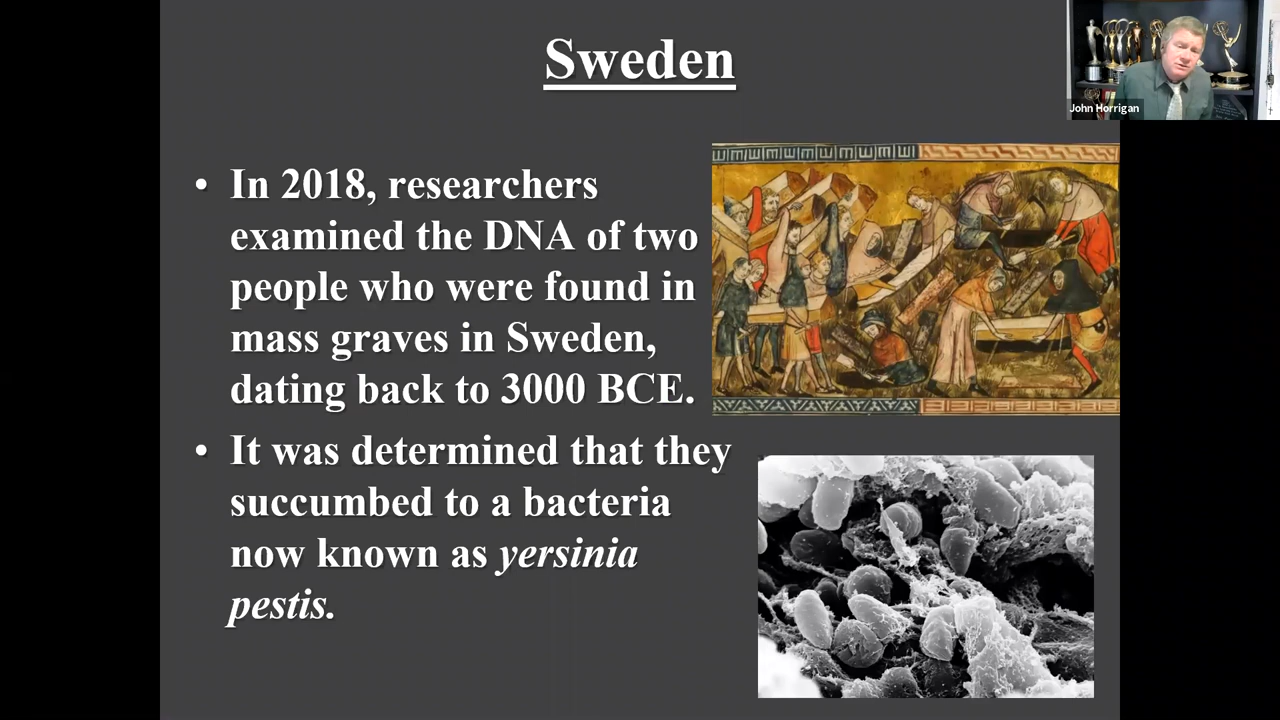 Sweden
John Horrigan
• In 2018, researchers
examined the DNA of two
people who were found in
mass graves in Sweden,
dating back to 3000 BCE.
• It was determined that they
succumbed to a bacteria
now known as yersinia
pestis.